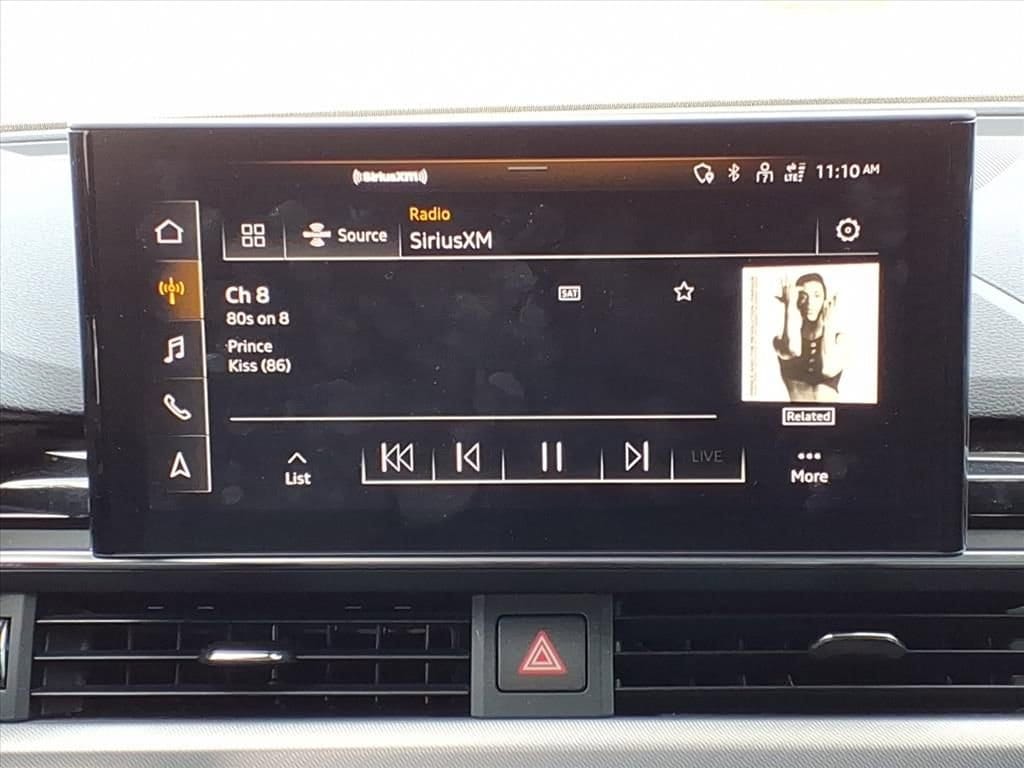 SiriusXM
LTE
11:10 AM
Source
Radio
SiriusXM
Ch 8
SAT
80s on 8
Prince
Kiss (86)
Related
List
LIVE
More